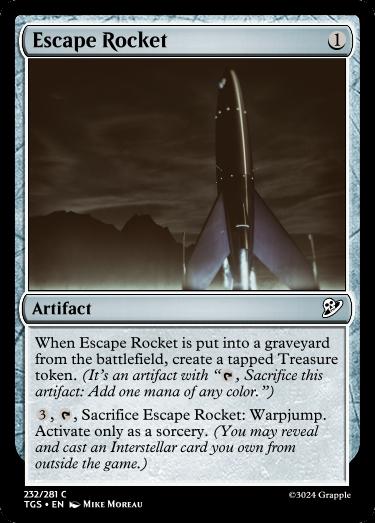 Escape Rocket 1
Artifact
When Escape Rocket is put into a graveyard
from the battlefield, create a tapped Treasure
token. (It's an artifact with “, Sacrifice this
artifact: Add one mana of any color.”)
3, , Sacrifice Escape Rocket: Warpjump.
Activate only as a sorcery. (You may reveal
and cast an Interstellar card you own from
outside the game.)
232/281 C
TGS • EN Mike Moreau
©3024 Grapple